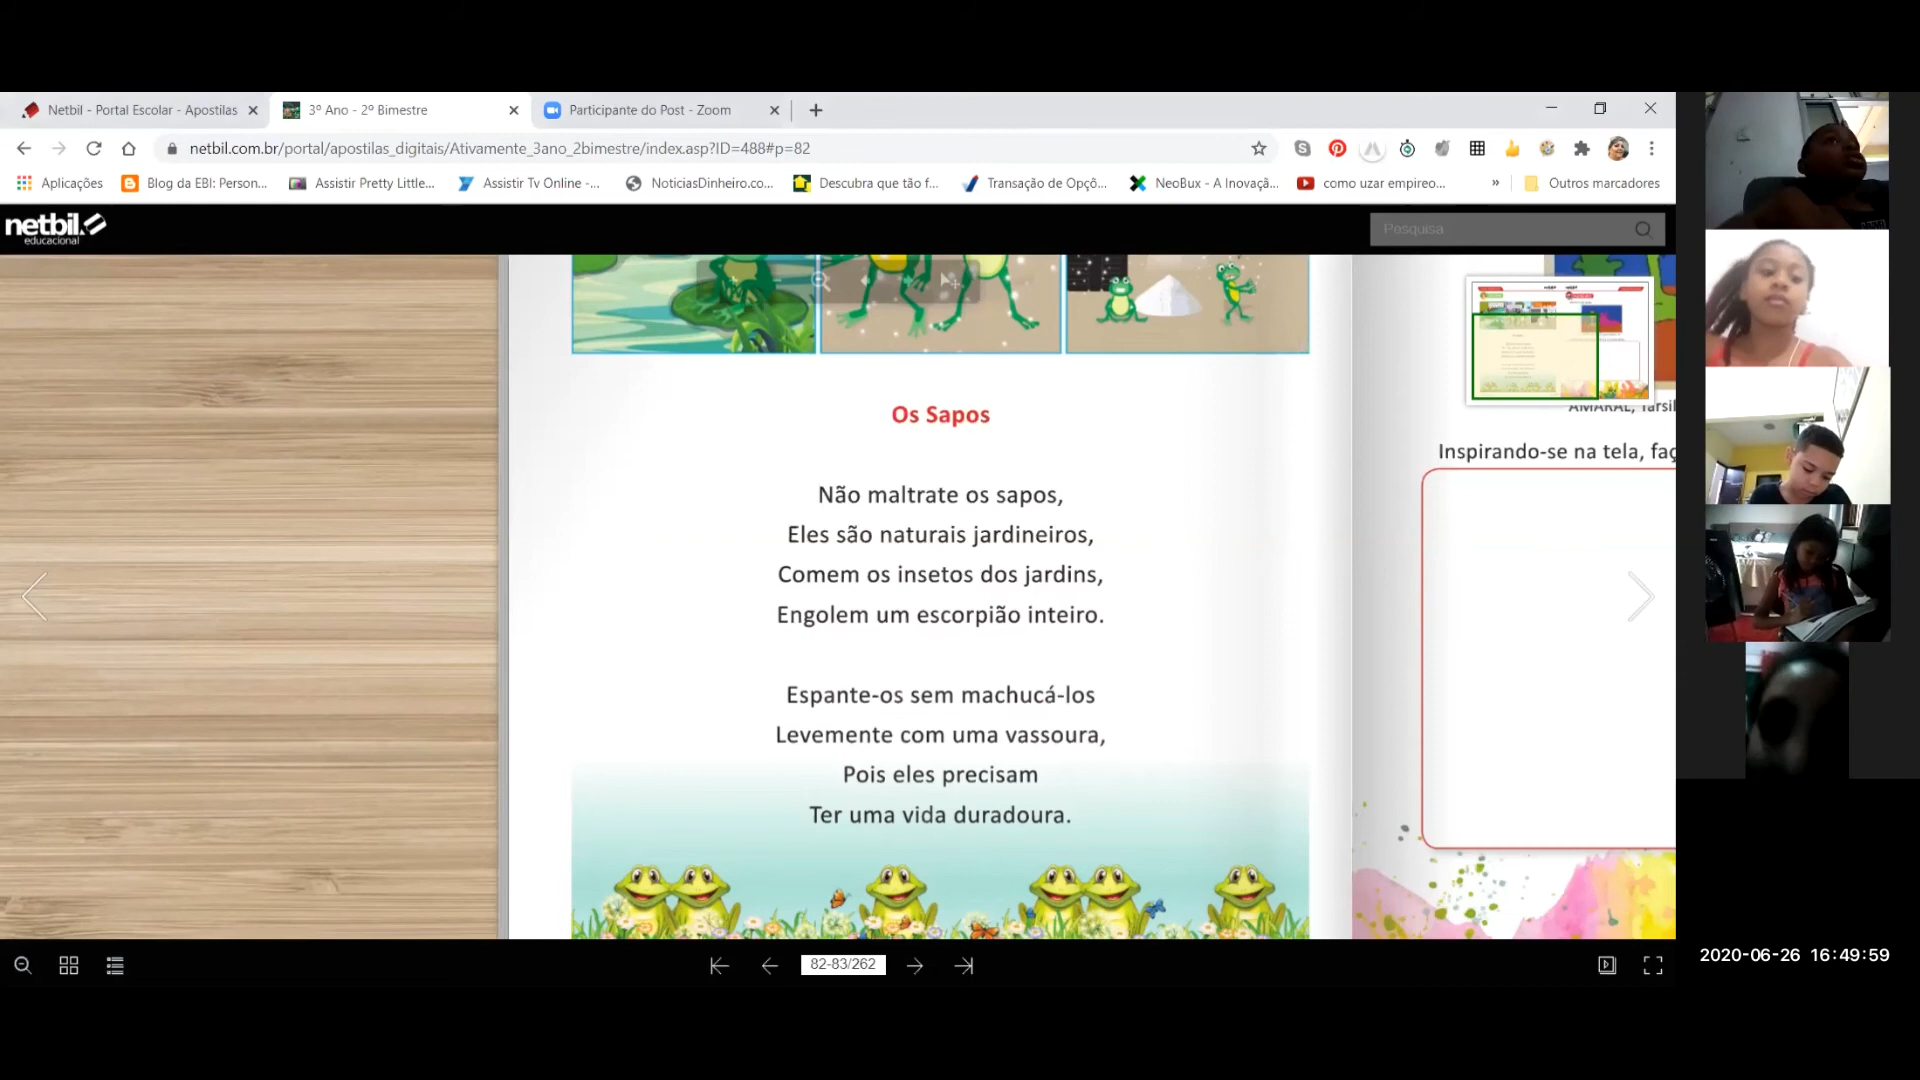 Netbil - Portal Escolar - Apostilas
3º Ano - 2º Bimestre
Participante do Post - Zoom
netbil.com.br/portal/apostilas_digitais/Ativamente_3ano_2bimestre/index.asp?ID=488#p=82
Aplicações
Blog da EBI: Person...
Assistir Pretty Little...
Assistir Tv Online -...
NoticiasDinheiro.co...
Descubra que tão f...
Transação de Opçõ...
NeoBux - A Inovaçã...
como uzar empireo...
»
Outros marcadores
netbil
educacional
Pesquisa
Os Sapos
Não maltrate os sapos,
Eles são naturais jardineiros,
Comem os insetos dos jardins,
Engolem um escorpião inteiro.
Espante-os sem machucá-los
Levemente com uma vassoura,
Pois eles precisam
Ter uma vida duradoura.
AMARAL, Tarsil
Inspirando-se na tela, faç
82-83/262
2020-06-26 16:49:59